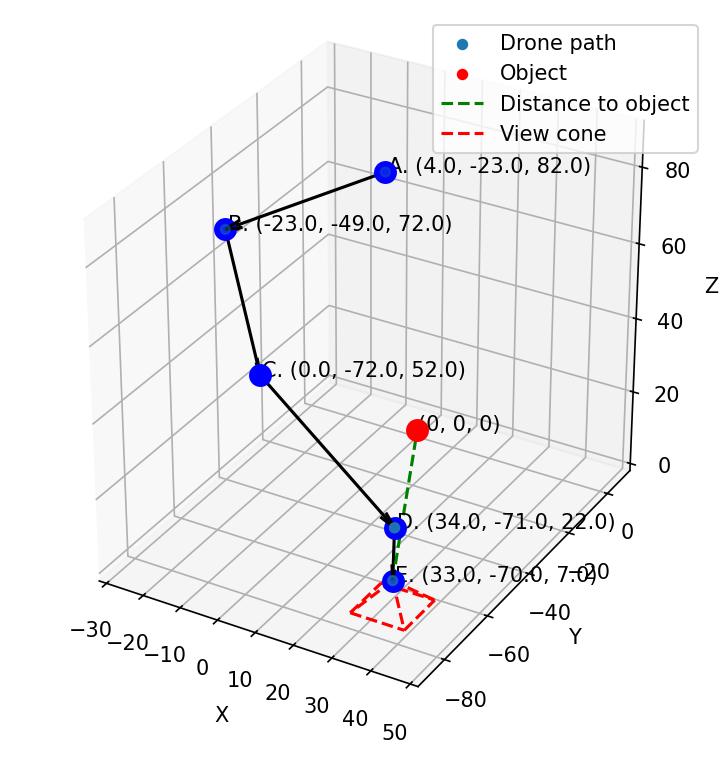 Drone path
Object
Distance to object
View cone
A. (4.0, -23.0, 82.0)
B. (-23.0, -49.0, 72.0)
C. (0.0, -72.0, 52.0)
(0, 0, 0)
D. (34.0, -71.0, 22.0)
E. (33.0, -70.0, 7.0)
80
60
Z
40
20
0
0
−20
−40
Y
−60
−80
−30
−20
−10
0
10
20
30
40
50
X